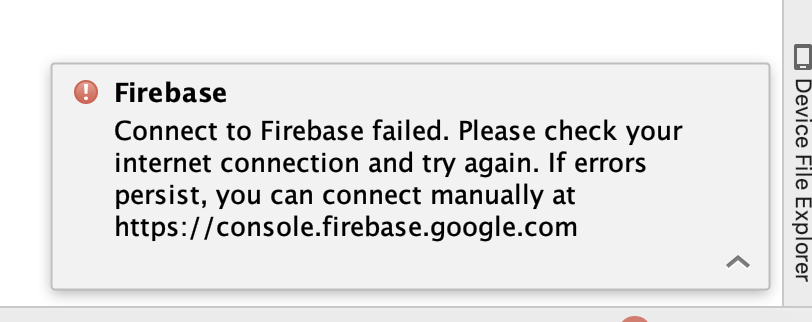 Firebase
Connect to Firebase failed. Please check your
internet connection and try again. If errors
persist, you can connect manually at
https://console.firebase.google.com
Device File Explorer